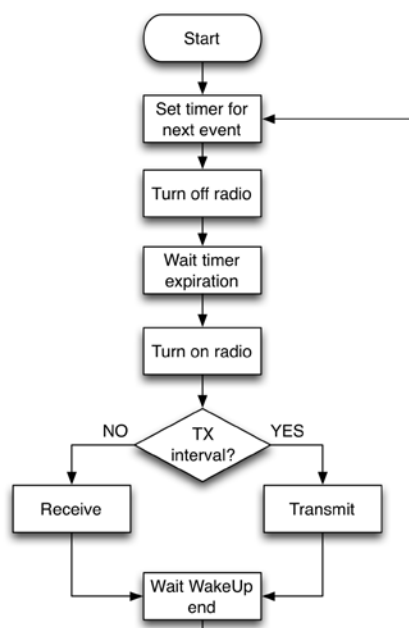 Start
Set timer for
next event
Turn off radio
Wait timer
expiration
Turn on radio
NO
TX
interval?
YES
Receive
Transmit
Wait WakeUp
end